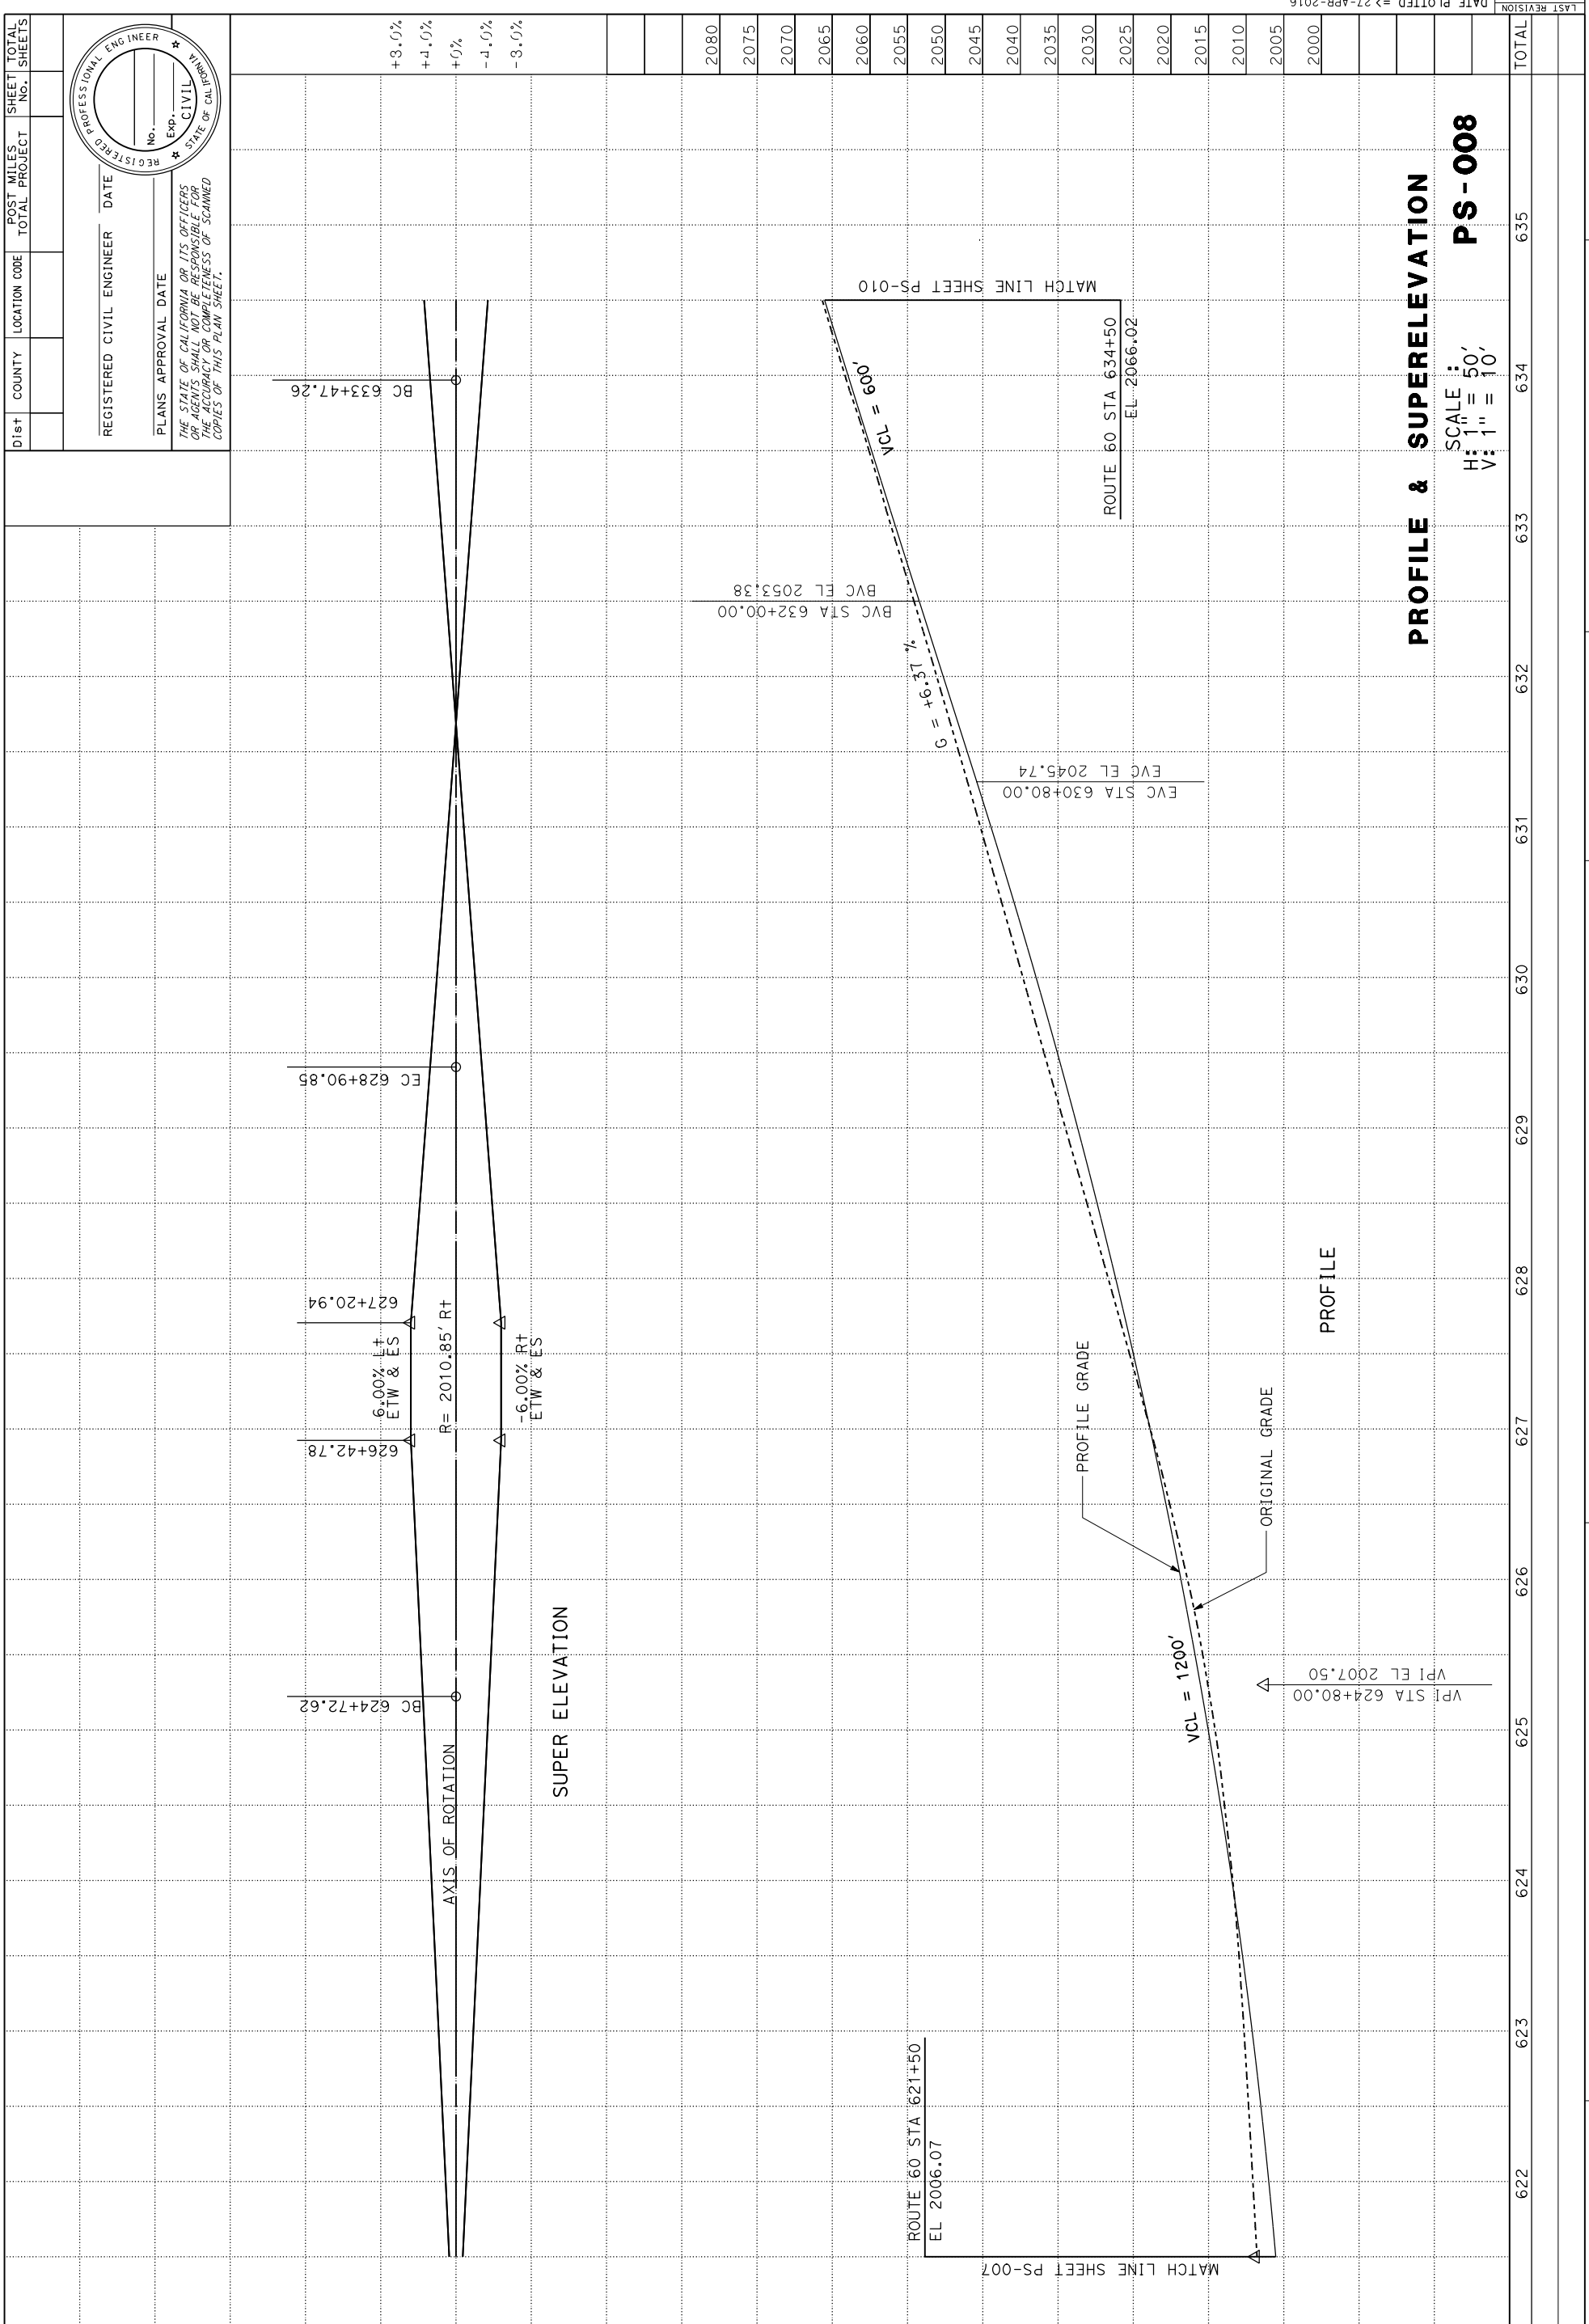 Dist
COUNTY
LOCATION CODE
POST MILES
TOTAL PROJECT
SHEET
No.
TOTAL
SHEETS
REGISTERED CIVIL ENGINEER
DATE
PLANS APPROVAL DATE
THE STATE OF CALIFORNIA OR ITS OFFICERS
OR AGENTS SHALL NOT BE RESPONSIBLE FOR
THE ACCURACY OR COMPLETENESS OF SCANNED
COPIES OF THIS PLAN SHEET.
REGISTERED PROFESSIONAL ENGINEER
No.
Exp.
CIVIL
STATE OF CALIFORNIA
+0%
BC 624+72.62
626+42.78
627+20.94
EC 628+90.85
BC 633+47.26
6.00% Lt
ETW & ES
R= 2010.85' Rt
-6.00% Rt
ETW & ES
AXIS OF ROTATION
SUPER ELEVATION
2080
2075
2070
2065
2060
2055
2050
2045
2040
2035
2030
2025
2020
2015
2010
2005
2000
MATCH LINE SHEET PS-007
ROUTE 60 STA 621+50
EL 2006.07
VCL = 1200'
VPI STA 624+80.00
VPI EL 2007.50
PROFILE GRADE
ORIGINAL GRADE
EVC STA 630+80.00
EVC EL 2045.74
G = +6.37 %
BVC STA 632+00.00
BVC EL 2053.38
VCL = 600'
MATCH LINE SHEET PS-010
ROUTE 60 STA 634+50
EL 2066.02
PROFILE
PROFILE & SUPERELEVATION
SCALE :
H: 1" = 50'
V: 1" = 10'
PS-008
622
623
624
625
626
627
628
629
630
631
632
633
634
635
TOTAL
LAST REVISION
DATE PLOTTED => 27-APR-2016